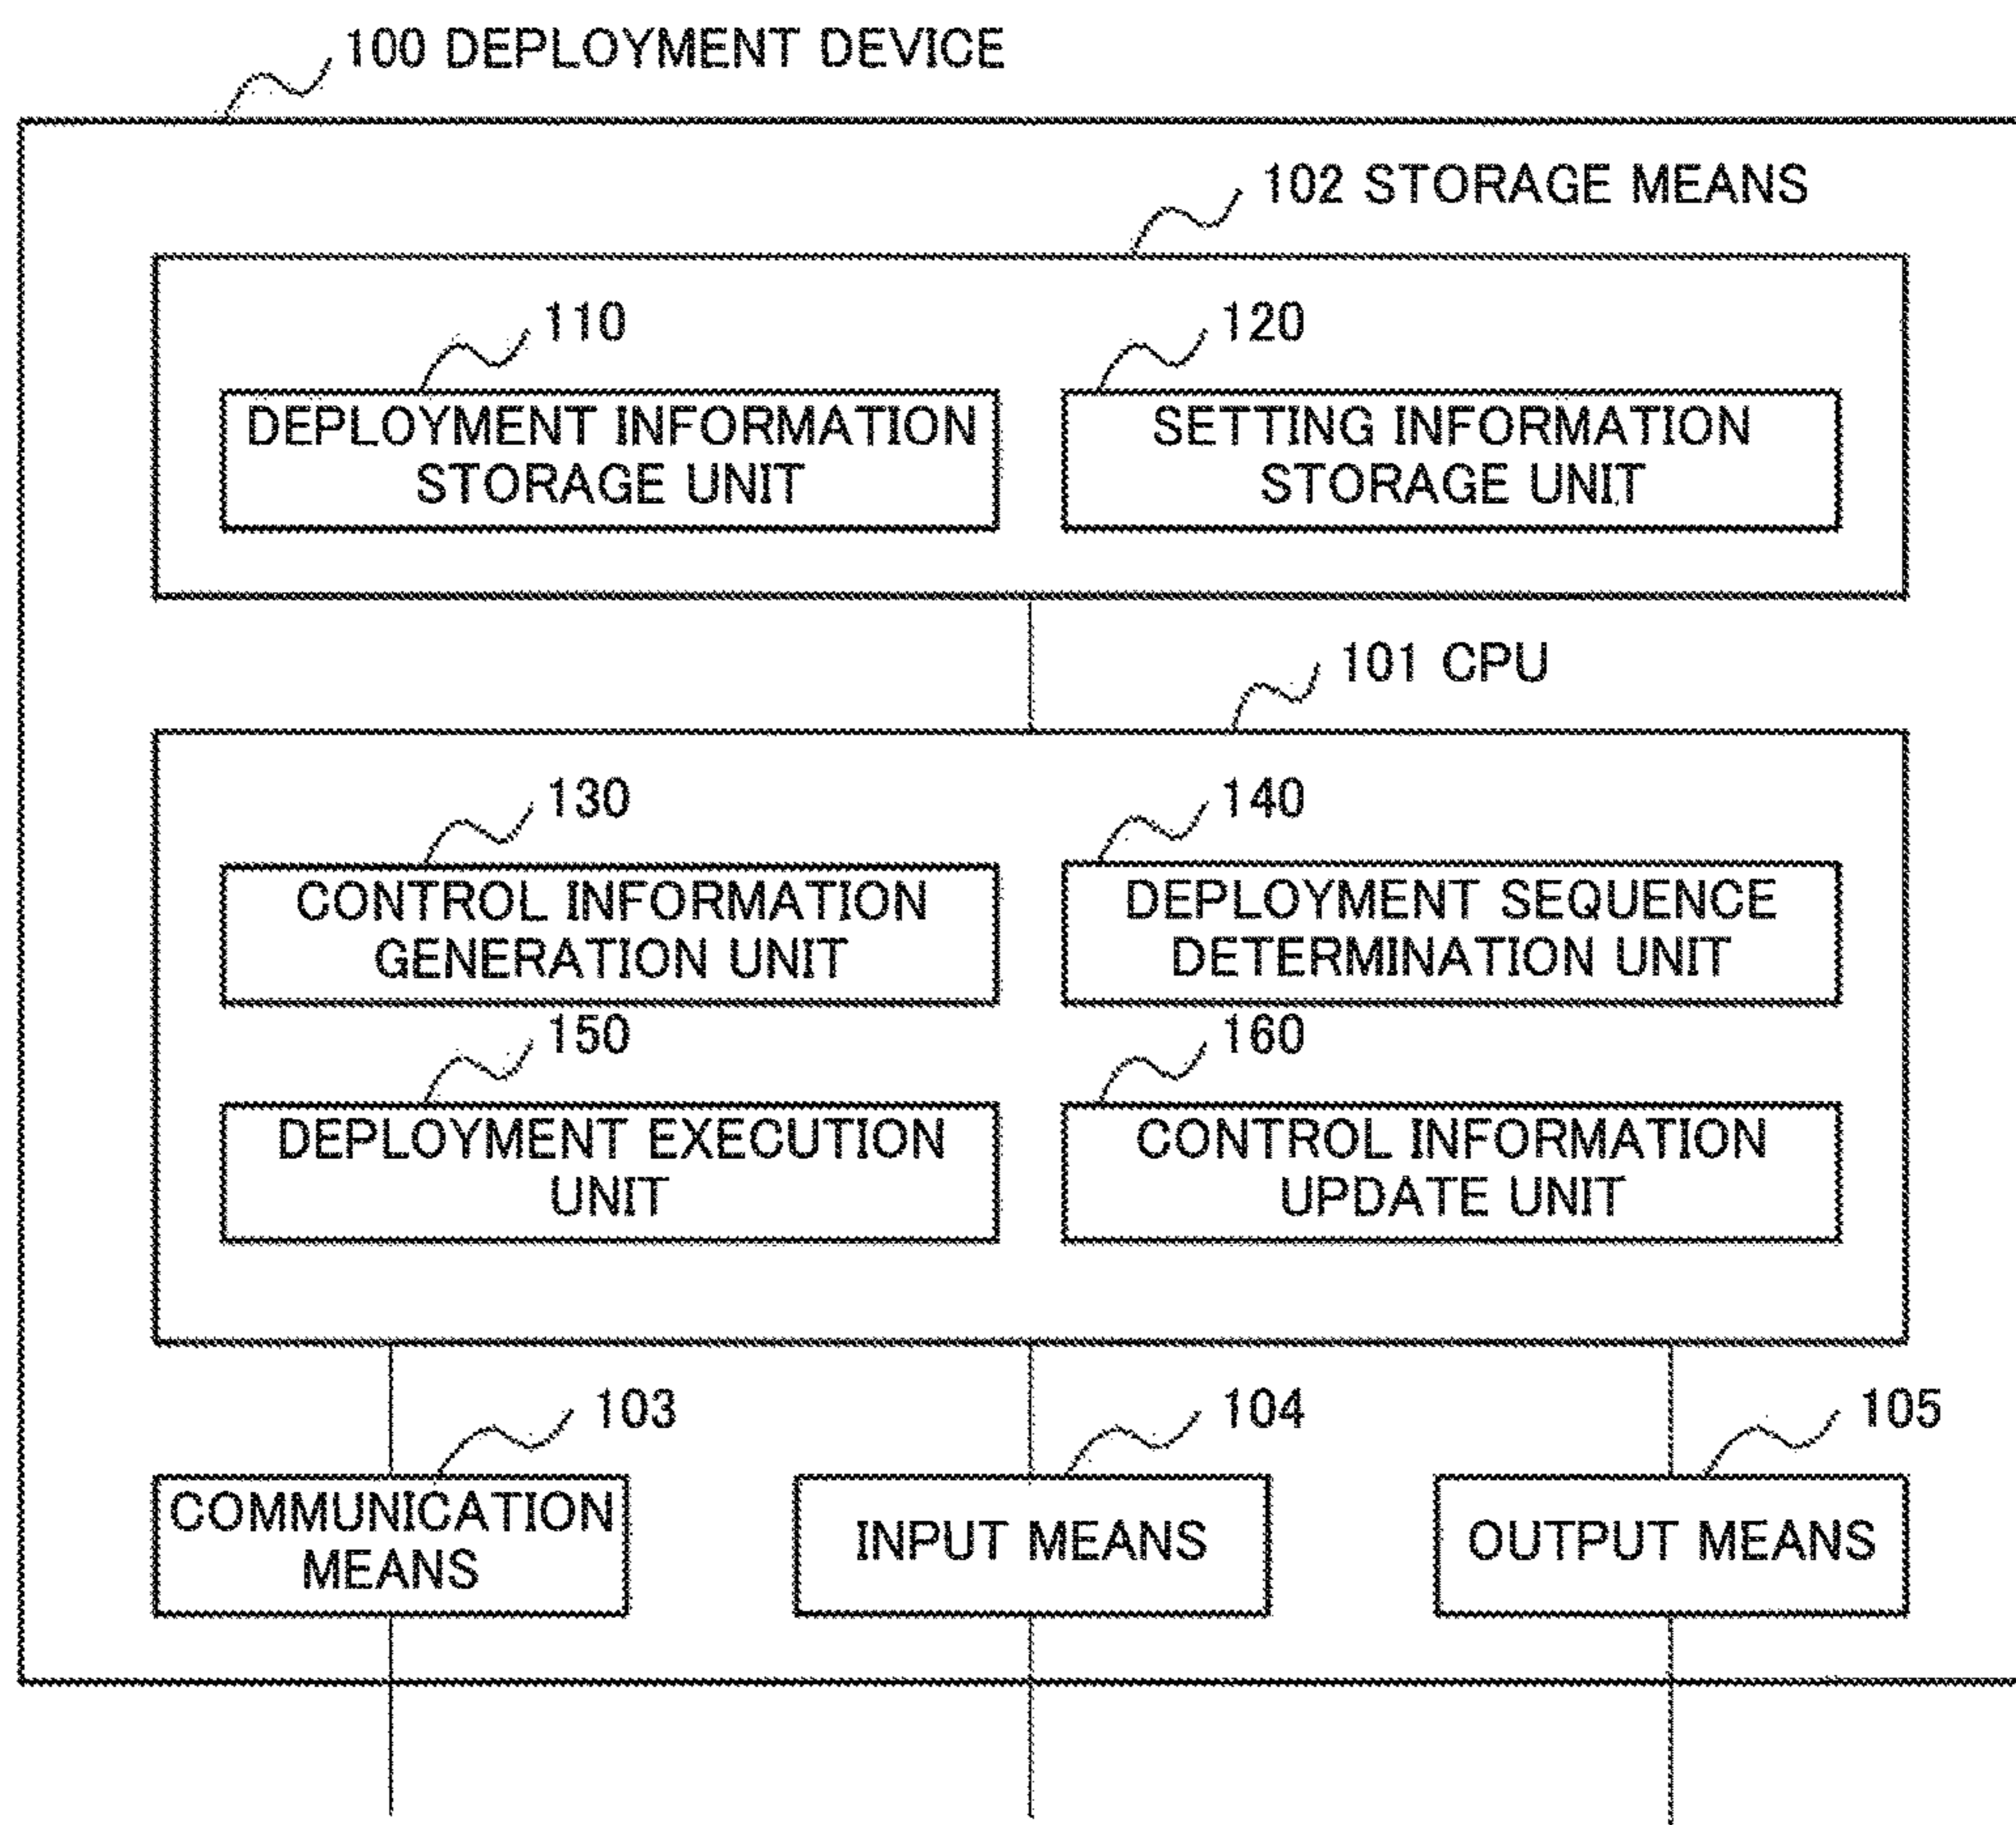 100 DEPLOYMENT DEVICE
102 STORAGE MEANS
110
DEPLOYMENT INFORMATION
STORAGE UNIT
120
SETTING INFORMATION
STORAGE UNIT
101 CPU
130
CONTROL INFORMATION
GENERATION UNIT
140
DEPLOYMENT SEQUENCE
DETERMINATION UNIT
150
DEPLOYMENT EXECUTION
UNIT
160
CONTROL INFORMATION
UPDATE UNIT
103
COMMUNICATION
MEANS
104
INPUT MEANS
105
OUTPUT MEANS